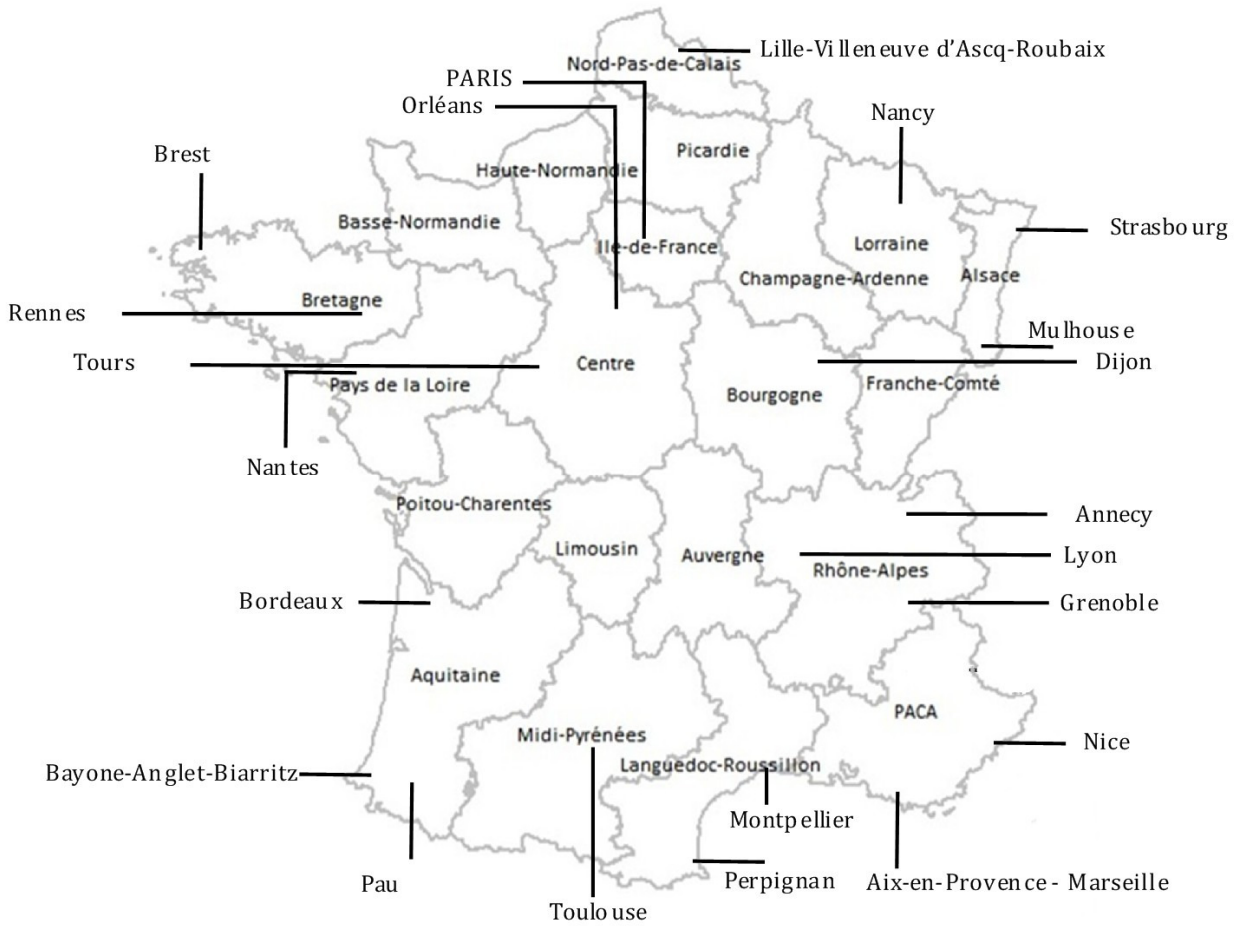 Lille-Villeneuve d'Ascq-Roubaix
Nord-Pas-de-Calais
PARIS
Orléans
Nancy
Brest
Picardie
Haute-Normandie
Basse-Normandie
Strasbourg
Ile-de-France
Lorraine
Champagne-Ardenne
Alsace
Bretagne
Rennes
Mulhouse
Tours
Centre
Dijon
Pays de la Loire
Franche-Comté
Bourgogne
Nantes
Poitou-Charentes
Annecy
Limousin
Auvergne
Lyon
Rhône-Alpes
Bordeaux
Grenoble
Aquitaine
PACA
Midi-Pyrénées
Nice
Languedoc-Roussillon
Bayone-Anglet-Biarritz
Montpellier
Pau
Perpignan
Aix-en-Provence - Marseille
Toulouse